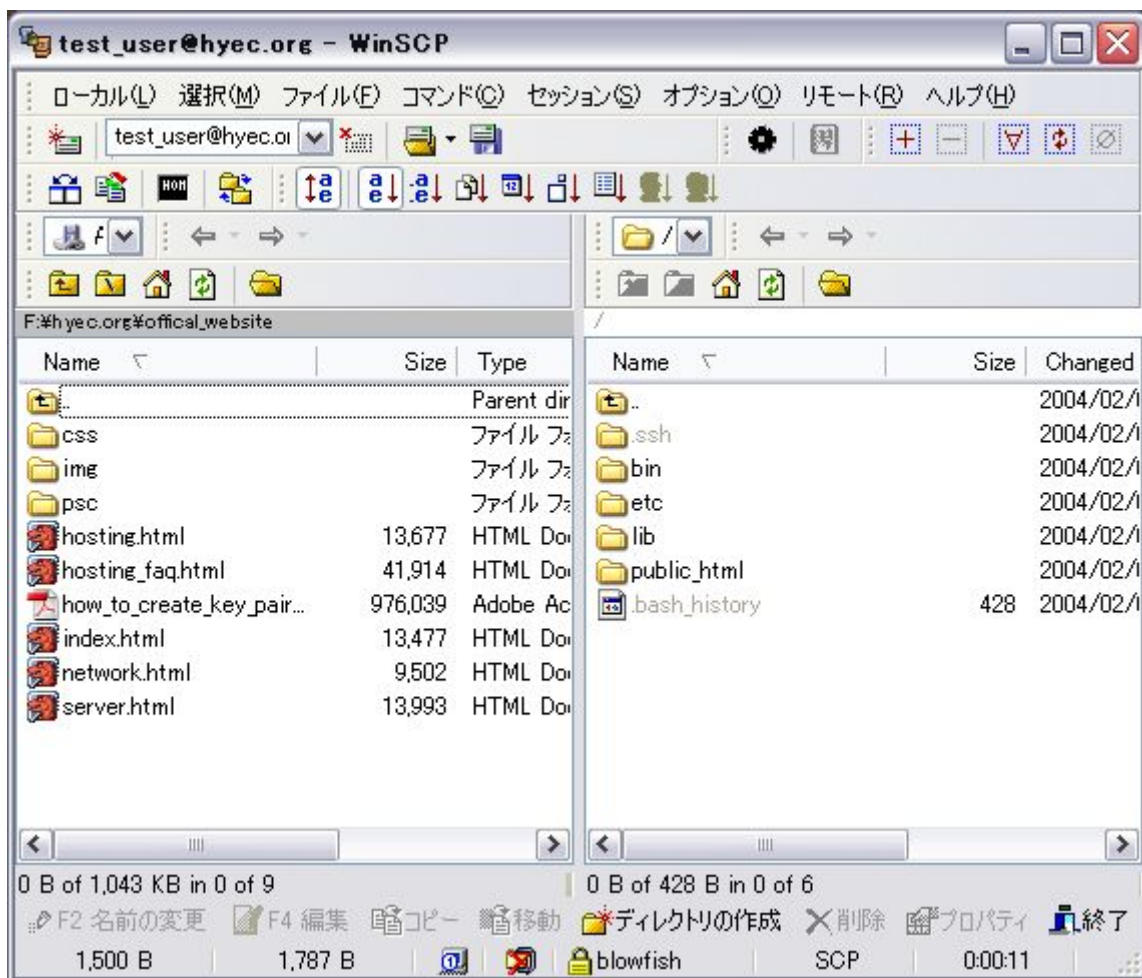 test_user@hyec.org - WinSCP
ローカル(L) 選択(M) ファイル(F) コマンド(C) セッション(S) オプション(O) リモート(R) ヘルプ(H)
test_user@hyec.or
F:¥hyec.org¥offical_website
/
Name Size Type
.. Parent dir
css ファイル フォ
img ファイル フォ
psc ファイル フォ
hosting.html 13,677 HTML Do
hosting_faq.html 41,914 HTML Do
how_to_create_key_pair... 976,039 Adobe Ac
index.html 13,477 HTML Do
network.html 9,502 HTML Do
server.html 13,993 HTML Do
0 B of 1,043 KB in 0 of 9
/
Name Size Changed
.. 2004/02/
.ssh 2004/02/
bin 2004/02/
etc 2004/02/
lib 2004/02/
public_html 2004/02/
.bash_history 428 2004/02/
0 B of 428 B in 0 of 6
F2 名前の変更 F4 編集 コピー 移動 ディレクトリの作成 削除 プロパティ 終了
1,500 B 1,787 B blowfish SCP 0:00:11